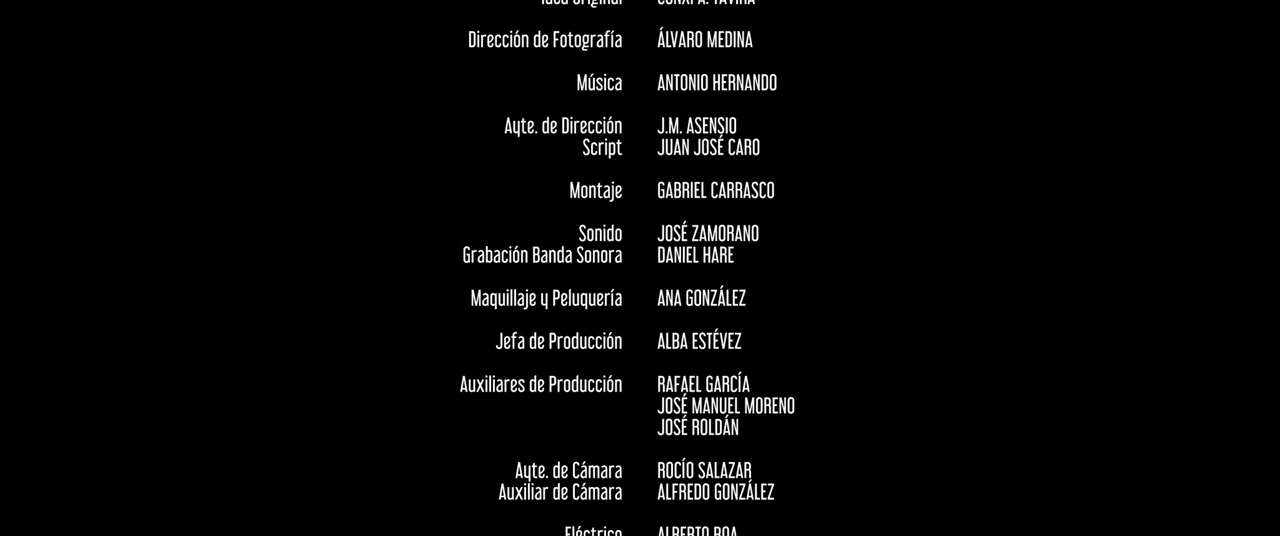 Dirección de Fotografía ÁLVARO MEDINA
Música ANTONIO HERNANDO
Ayte. de Dirección J.M. ASENSIO
Script JUAN JOSÉ CARO
Montaje GABRIEL CARRASCO
Sonido JOSÉ ZAMORANO
Grabación Banda Sonora DANIEL HARE
Maquillaje y Peluquería ANA GONZÁLEZ
Jefa de Producción ALBA ESTÉVEZ
Auxiliares de Producción RAFAEL GARCÍA
JOSÉ MANUEL MORENO
JOSÉ ROLDÁN
Ayte. de Cámara ROCÍO SALAZAR
Auxiliar de Cámara ALFREDO GONZÁLEZ
Eléctrico ALBERTO